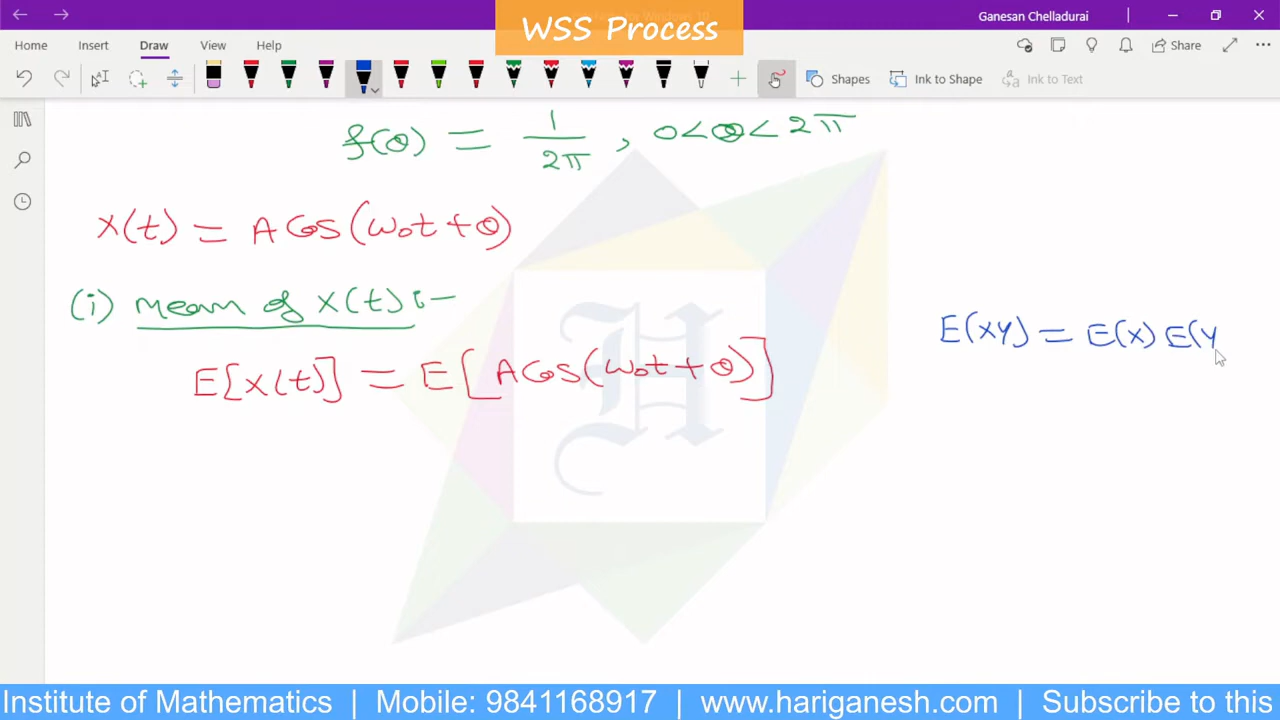 WSS Process
Ganesan Chelladurai
Home Insert Draw View Help
Share
Shapes Ink to Shape Ink to Text
f(θ) = 1/2π , 0<θ<2π
X(t) = A Cos(ω₀t + θ)
(i) mean of X(t) :-
E[X(t)] = E[A Cos(ω₀t + θ)]
E(XY) = E(X) E(Y
H
Institute of Mathematics | Mobile: 9841168917 | www.hariganesh.com | Subscribe to this